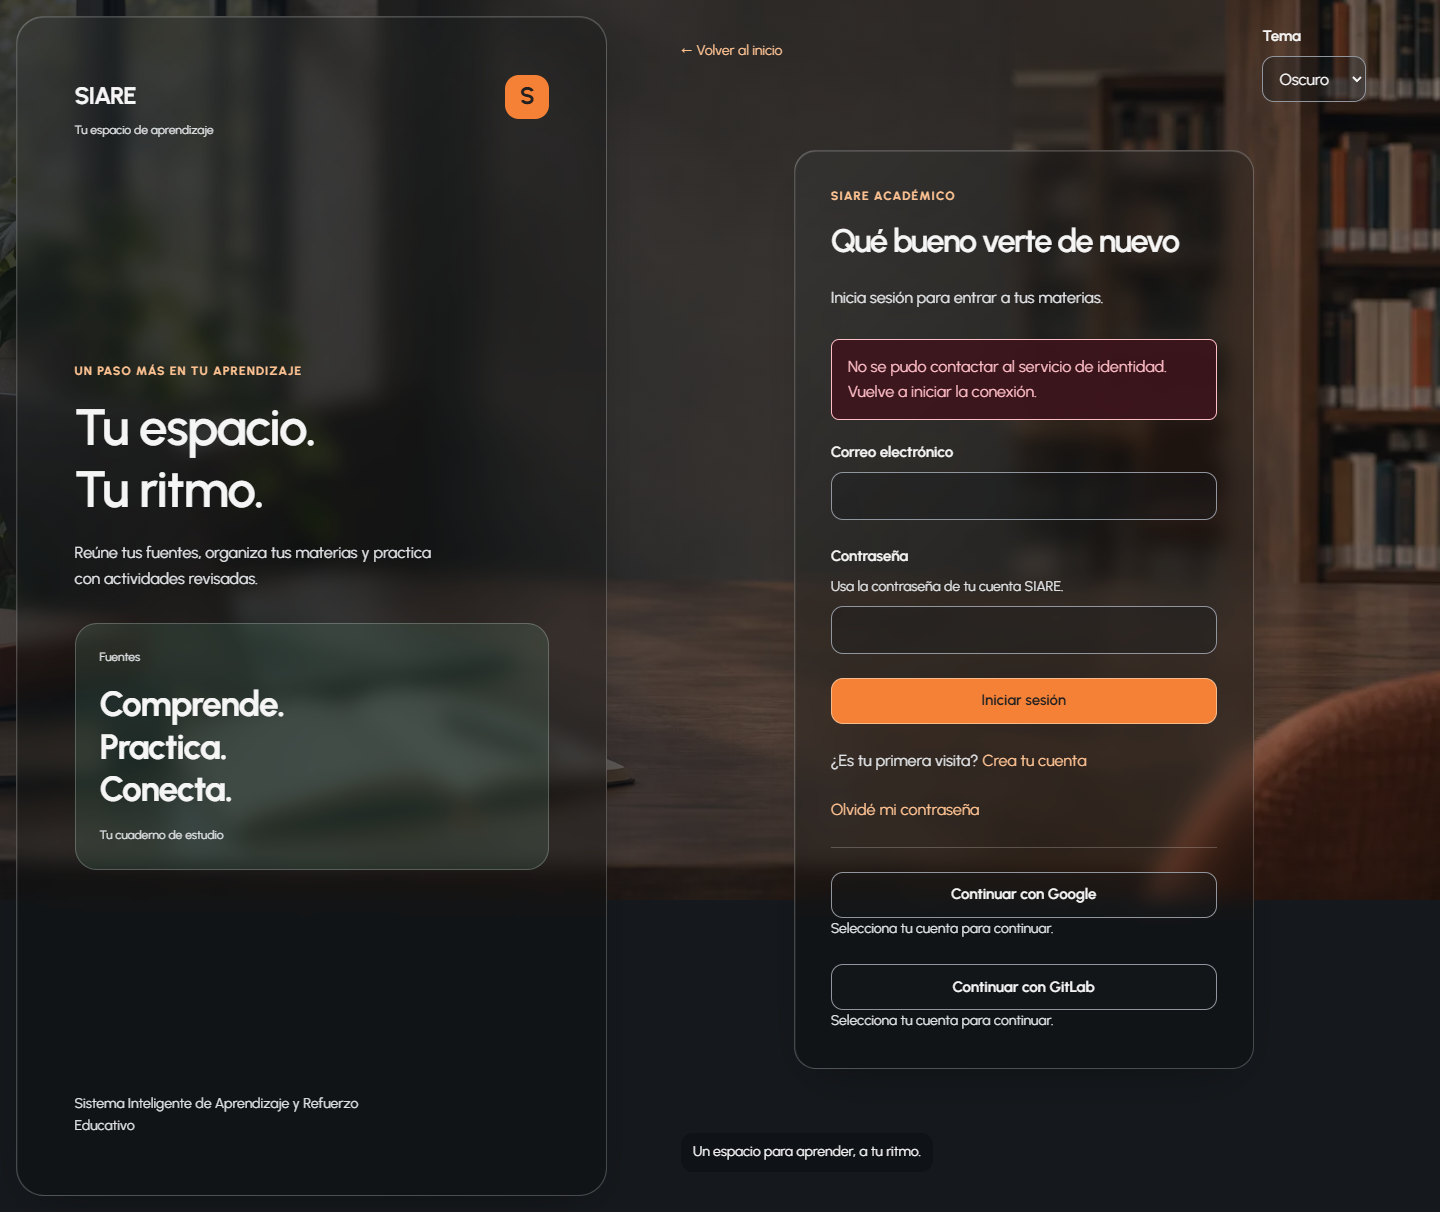 SIARE
S
Tu espacio de aprendizaje
UN PASO MÁS EN TU APRENDIZAJE
Tu espacio.
Tu ritmo.
Reúne tus fuentes, organiza tus materias y practica
con actividades revisadas.
Fuentes
Comprende.
Practica.
Conecta.
Tu cuaderno de estudio
Sistema Inteligente de Aprendizaje y Refuerzo
Educativo
← Volver al inicio
Tema
Oscuro
SIARE ACADÉMICO
Qué bueno verte de nuevo
Inicia sesión para entrar a tus materias.
No se pudo contactar al servicio de identidad.
Vuelve a iniciar la conexión.
Correo electrónico
Contraseña
Usa la contraseña de tu cuenta SIARE.
Iniciar sesión
¿Es tu primera visita? Crea tu cuenta
Olvidé mi contraseña
Continuar con Google
Selecciona tu cuenta para continuar.
Continuar con GitLab
Selecciona tu cuenta para continuar.
Un espacio para aprender, a tu ritmo.